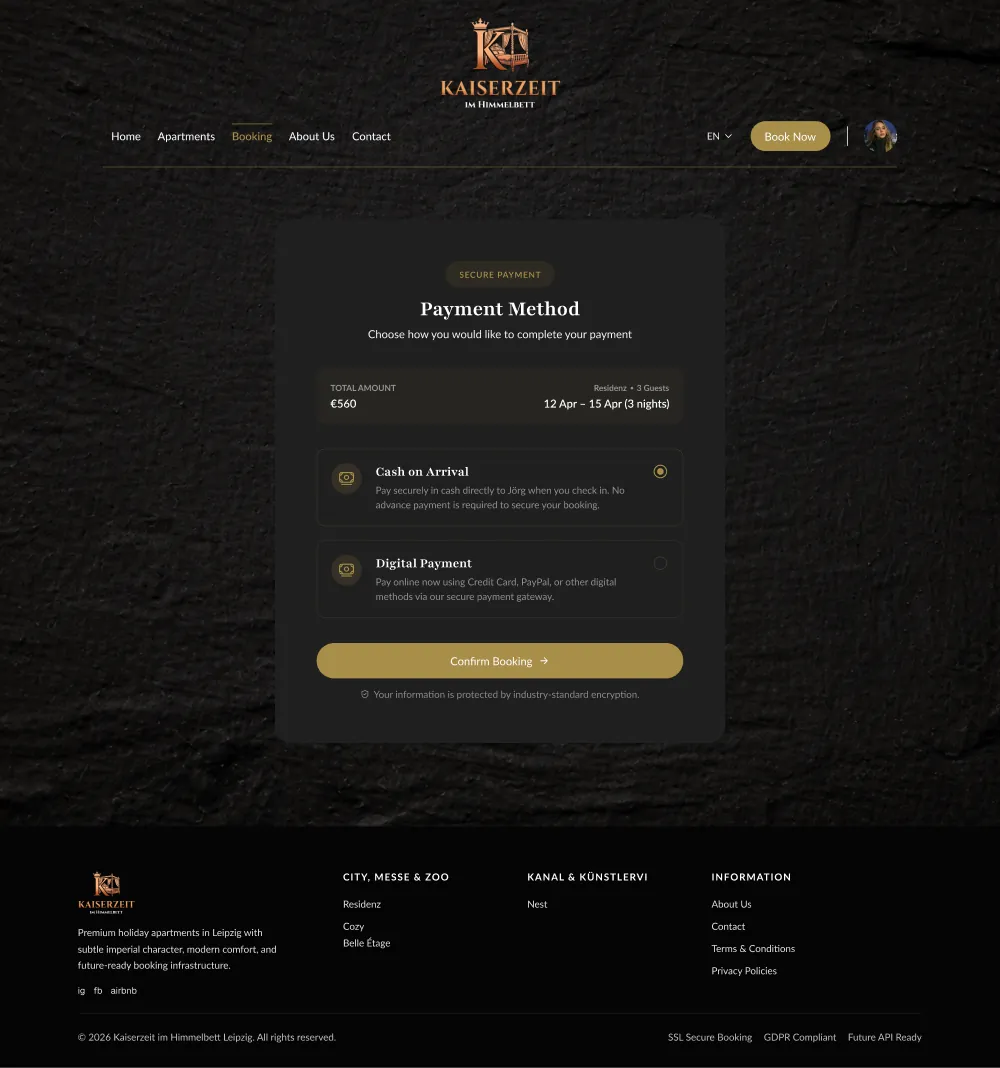 KAISERZEIT
IM HIMMELBETT
Home Apartments Booking About Us Contact
EN Book Now
SECURE PAYMENT
Payment Method
Choose how you would like to complete your payment
TOTAL AMOUNT
Residenz • 3 Guests
€560
12 Apr – 15 Apr (3 nights)
Cash on Arrival
Pay securely in cash directly to Jörg when you check in. No
advance payment is required to secure your booking.
Digital Payment
Pay online now using Credit Card, PayPal, or other digital
methods via our secure payment gateway.
Confirm Booking →
Your information is protected by industry-standard encryption.
KAISERZEIT
IM HIMMELBETT
Premium holiday apartments in Leipzig with
subtle imperial character, modern comfort, and
future-ready booking infrastructure.
ig fb airbnb
CITY, MESSE & ZOO
Residenz
Cozy
Belle Étage
KANAL & KÜNSTLERVI
Nest
INFORMATION
About Us
Contact
Terms & Conditions
Privacy Policies
© 2026 Kaiserzeit im Himmelbett Leipzig. All rights reserved.
SSL Secure Booking GDPR Compliant Future API Ready